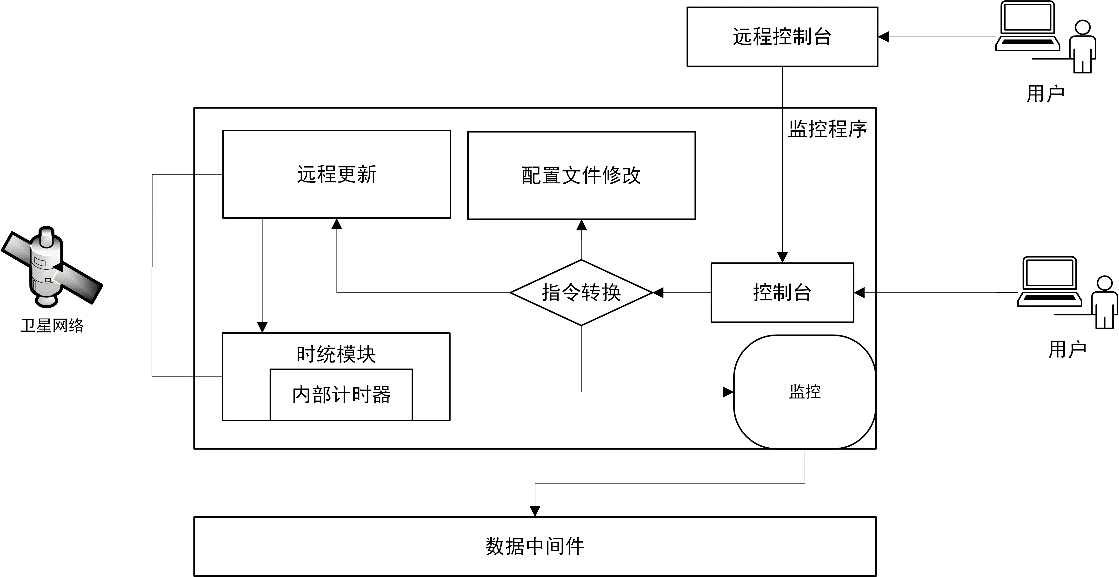 远程控制台
用户
监控程序
远程更新
配置文件修改
指令转换
控制台
卫星网络
用户
时统模块
内部计时器
监控
数据中间件